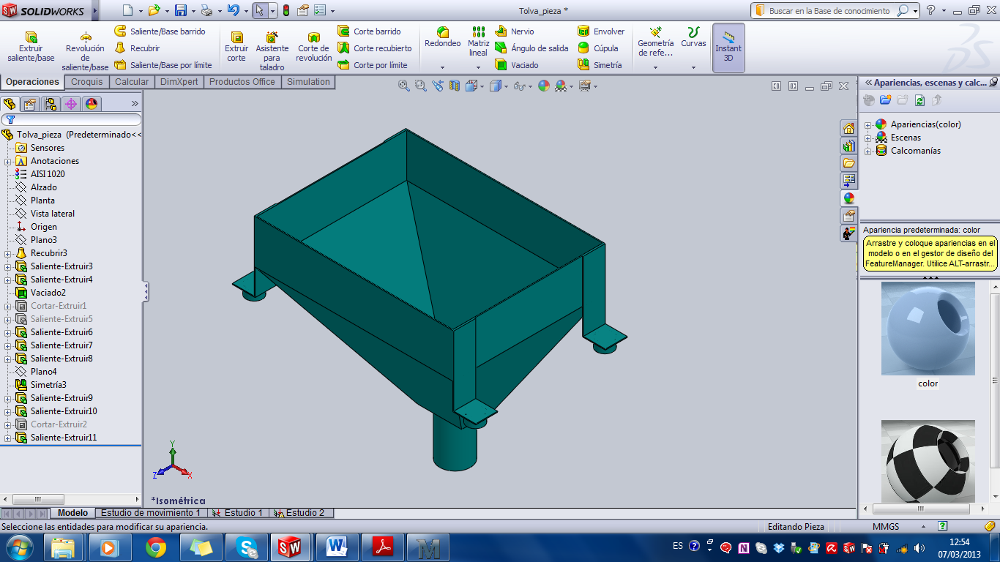 SOLIDWORKS
Tolva_pieza *
Buscar en la Base de conocimiento
Extruir
saliente/base
Revolución
de
saliente/base
Saliente/Base barrido
Recubrir
Saliente/Base por límite
Extruir
corte
Asistente
para
taladro
Corte de
revolución
Corte barrido
Corte recubierto
Corte por límite
Redondeo
Matriz
lineal
Nervio
Ángulo de salida
Vaciado
Envolver
Cúpula
Simetría
Geometría
de refe...
Curvas
Instant
3D
Operaciones
Croquis
Calcular
DimXpert
Productos Office
Simulation
Tolva_pieza (Predeterminado<<
Sensores
Anotaciones
AISI 1020
Alzado
Planta
Vista lateral
Origen
Plano3
Recubrir3
Saliente-Extruir3
Saliente-Extruir4
Vaciado2
Cortar-Extruir1
Saliente-Extruir5
Saliente-Extruir6
Saliente-Extruir7
Saliente-Extruir8
Plano4
Simetría3
Saliente-Extruir9
Saliente-Extruir10
Cortar-Extruir2
Saliente-Extruir11
Y
Z
X
*Isométrica
Apariencias, escenas y calc...
Apariencias(color)
Escenas
Calcomanías
Apariencia predeterminada: color
Arrastre y coloque apariencias en el
modelo o en el gestor de diseño del
FeatureManager. Utilice ALT-arrastr...
color
Modelo
Estudio de movimiento 1
Estudio 1
Estudio 2
Seleccione las entidades para modificar su apariencia.
Editando Pieza
MMGS
ES
12:54
07/03/2013